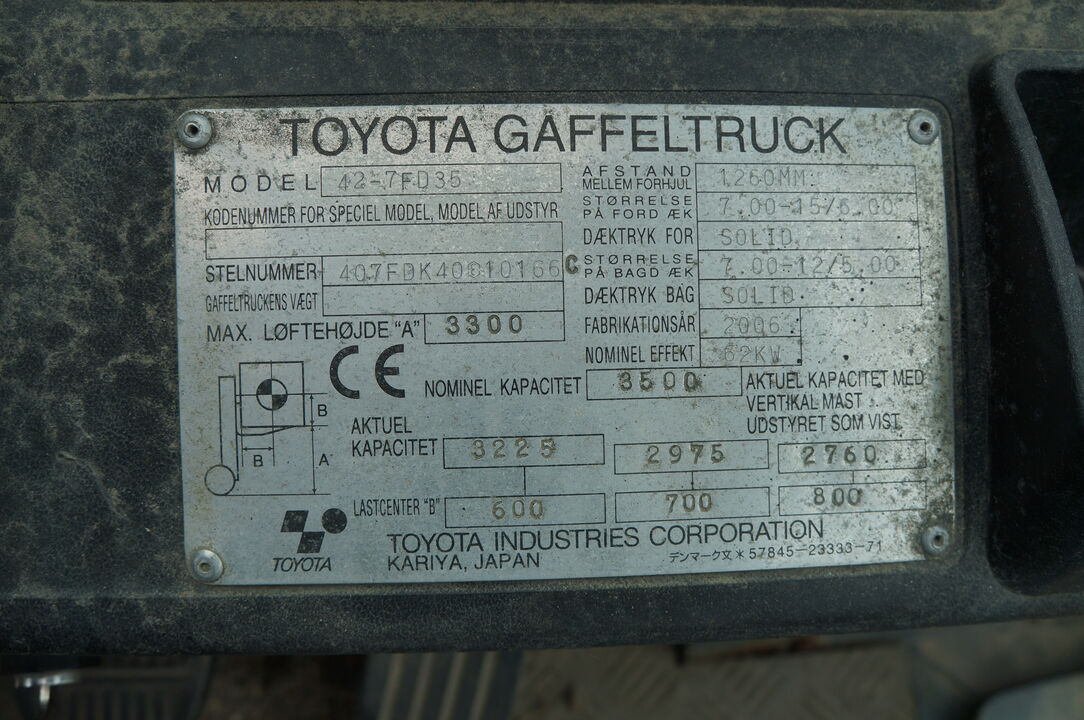 TOYOTA GAFFELTRUCK
MODEL 42-7FD35
KODENUMMER FOR SPECIEL MODEL, MODEL AF UDSTYR
STELNUMMER 407FDK40610166 C
GAFFELTRUCKENS VÆGT
MAX. LØFTEHØJDE "A" 3300
AFSTAND
MELLEM FORHJUL 1260MM
STØRRELSE
PÅ FORD ÆK 7.00-15/6.00
DÆKTRYK FOR SOLID
STØRRELSE
PÅ BAGD ÆK 7.00-12/5.00
DÆKTRYK BAG SOLID
FABRIKATIONSÅR 2006
NOMINEL EFFEKT 62KW
CE
NOMINEL KAPACITET 3500
AKTUEL KAPACITET MED
VERTIKAL MAST
UDSTYRET SOM VIST.
B
B
A
AKTUEL
KAPACITET 3225 2975 2760
LASTCENTER "B" 600 700 800
TOYOTA
TOYOTA INDUSTRIES CORPORATION
KARIYA, JAPAN
デンマーク文 * 57845-23333-71